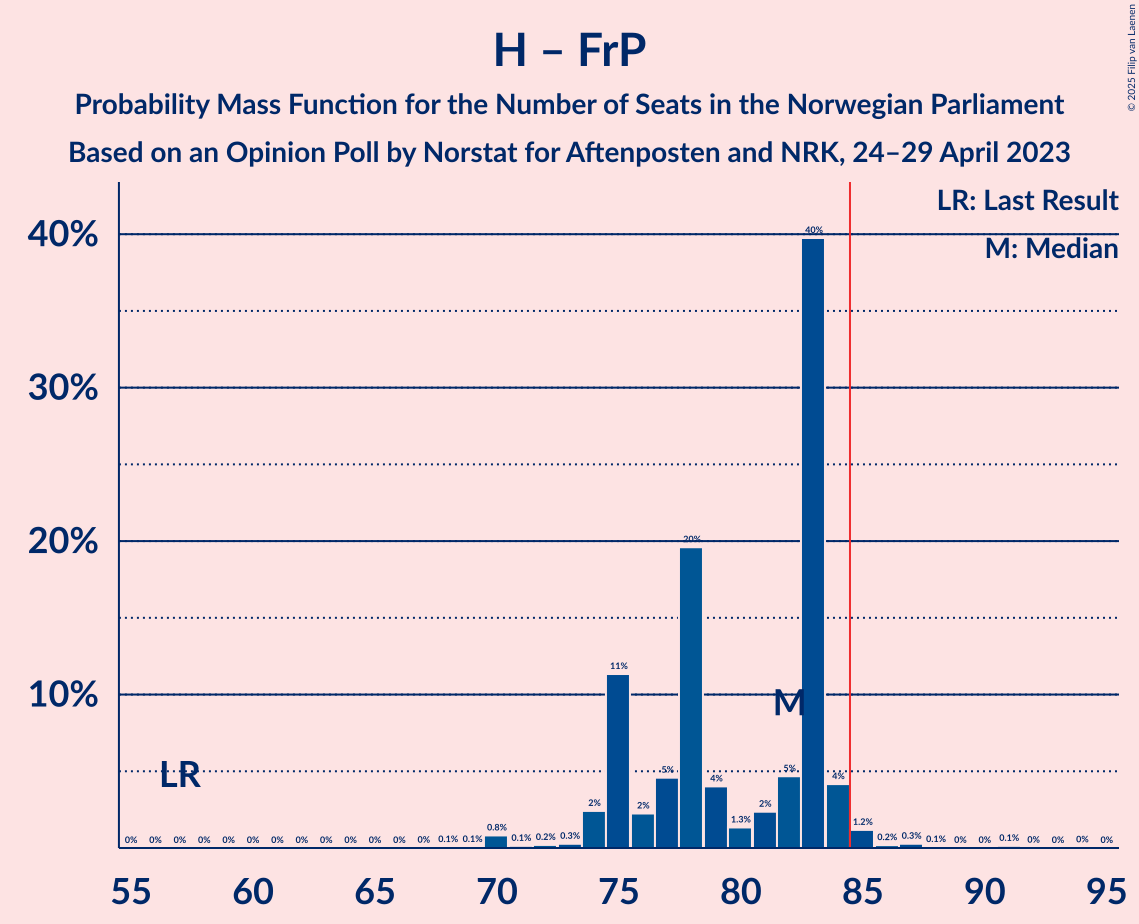 © 2025 Filip van Laenen
H – FrP
Probability Mass Function for the Number of Seats in the Norwegian Parliament
Based on an Opinion Poll by Norstat for Aftenposten and NRK, 24–29 April 2023
LR: Last Result
M: Median
40%
30%
20%
10%
LR
M
0% 0% 0% 0% 0% 0% 0% 0% 0% 0% 0% 0% 0% 0.1% 0.1% 0.8% 0.1% 0.2% 0.3% 2% 11% 2% 5% 20% 4% 1.3% 2% 5% 40% 4% 1.2% 0.2% 0.3% 0.1% 0% 0% 0.1% 0% 0% 0% 0%
55 60 65 70 75 80 85 90 95